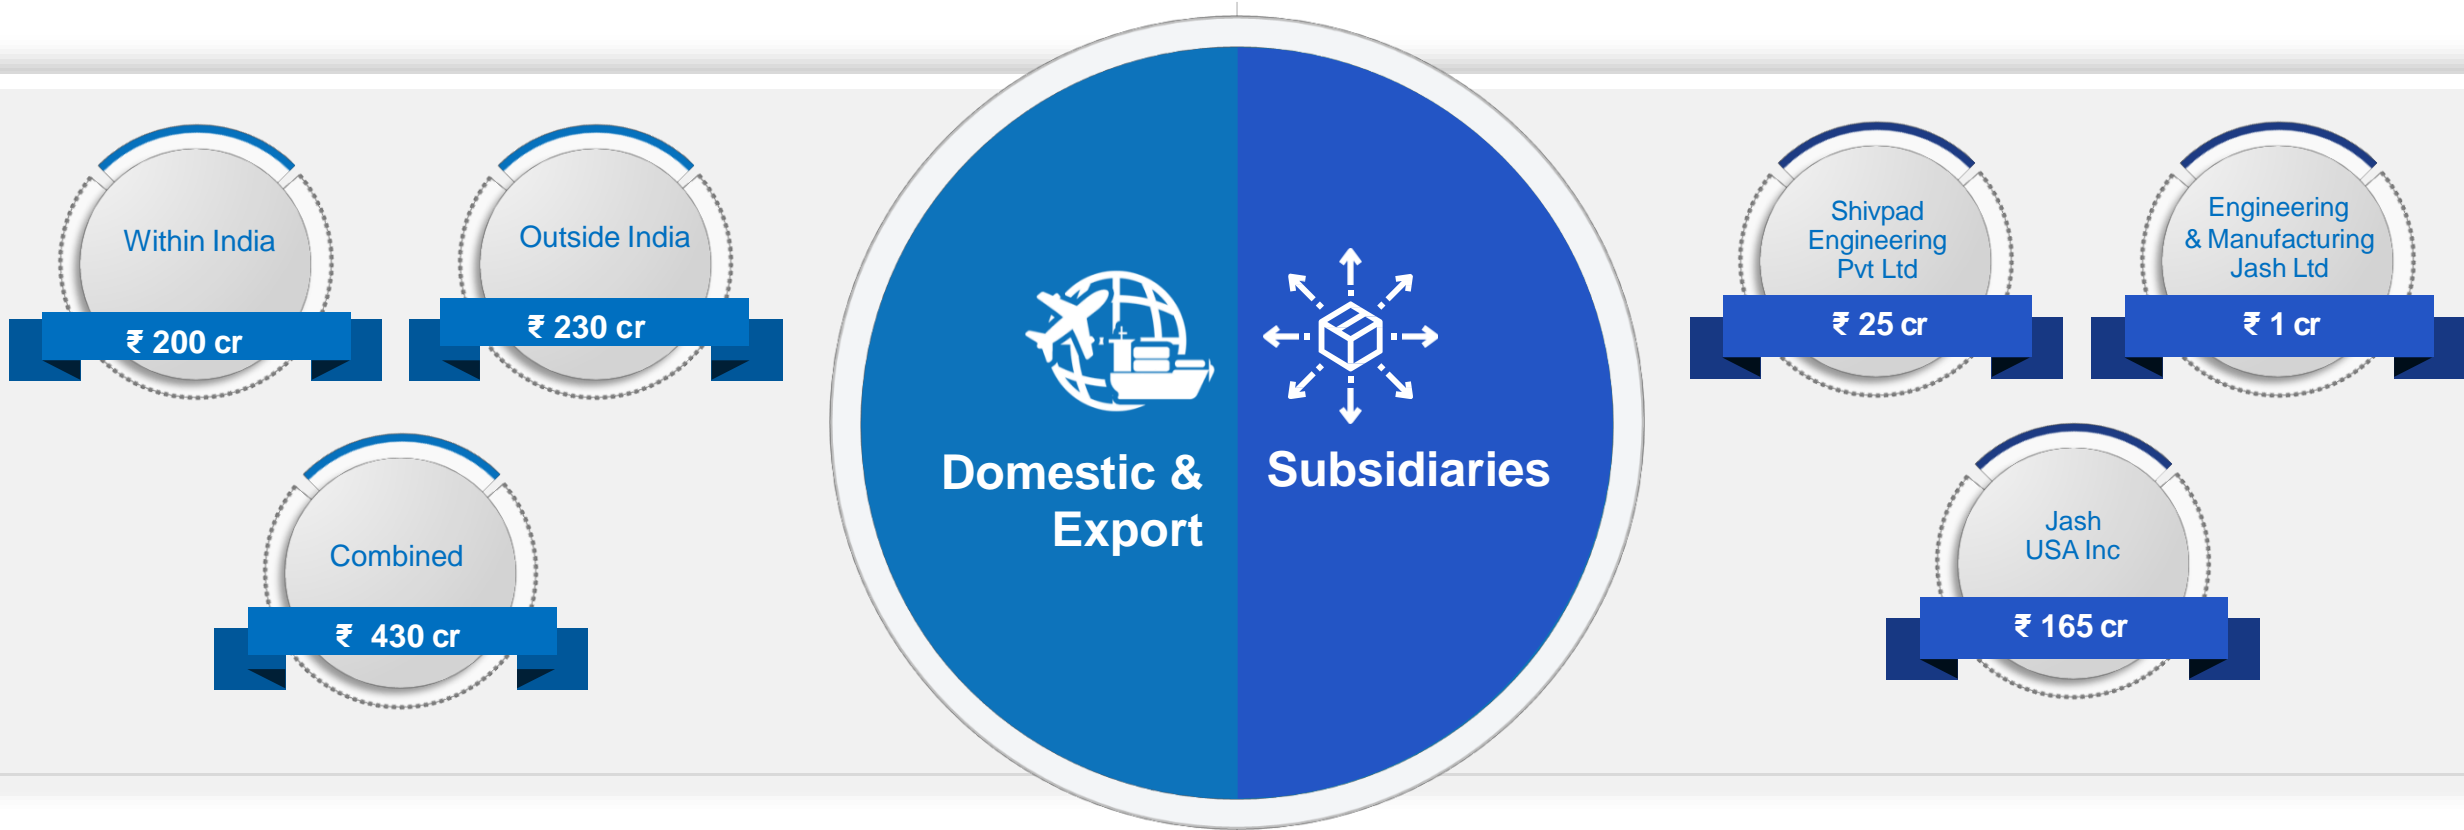 Within India
₹ 200 cr
Outside India
₹ 230 cr
Combined
₹ 430 cr
Domestic &
Export
Subsidiaries
Shivpad
Engineering
Pvt Ltd
₹ 25 cr
Engineering
& Manufacturing
Jash Ltd
₹ 1 cr
Jash
USA Inc
₹ 165 cr